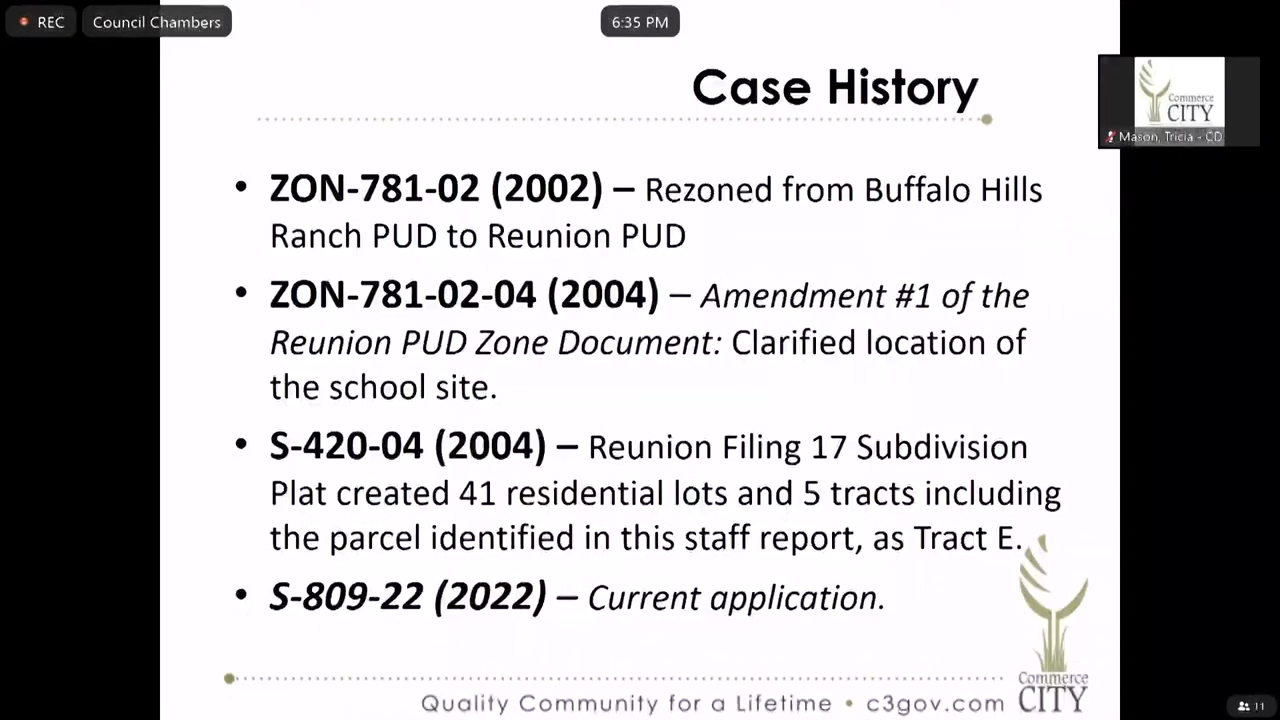 REC
Council Chambers
6:35 PM
Case History
Commerce
CITY
Mason, Tricia - CD
• ZON-781-02 (2002) – Rezoned from Buffalo Hills
Ranch PUD to Reunion PUD
• ZON-781-02-04 (2004) – Amendment #1 of the
Reunion PUD Zone Document: Clarified location of
the school site.
• S-420-04 (2004) – Reunion Filing 17 Subdivision
Plat created 41 residential lots and 5 tracts including
the parcel identified in this staff report, as Tract E.
• S-809-22 (2022) – Current application.
Commerce
CITY
Quality Community for a Lifetime • c3gov.com
11